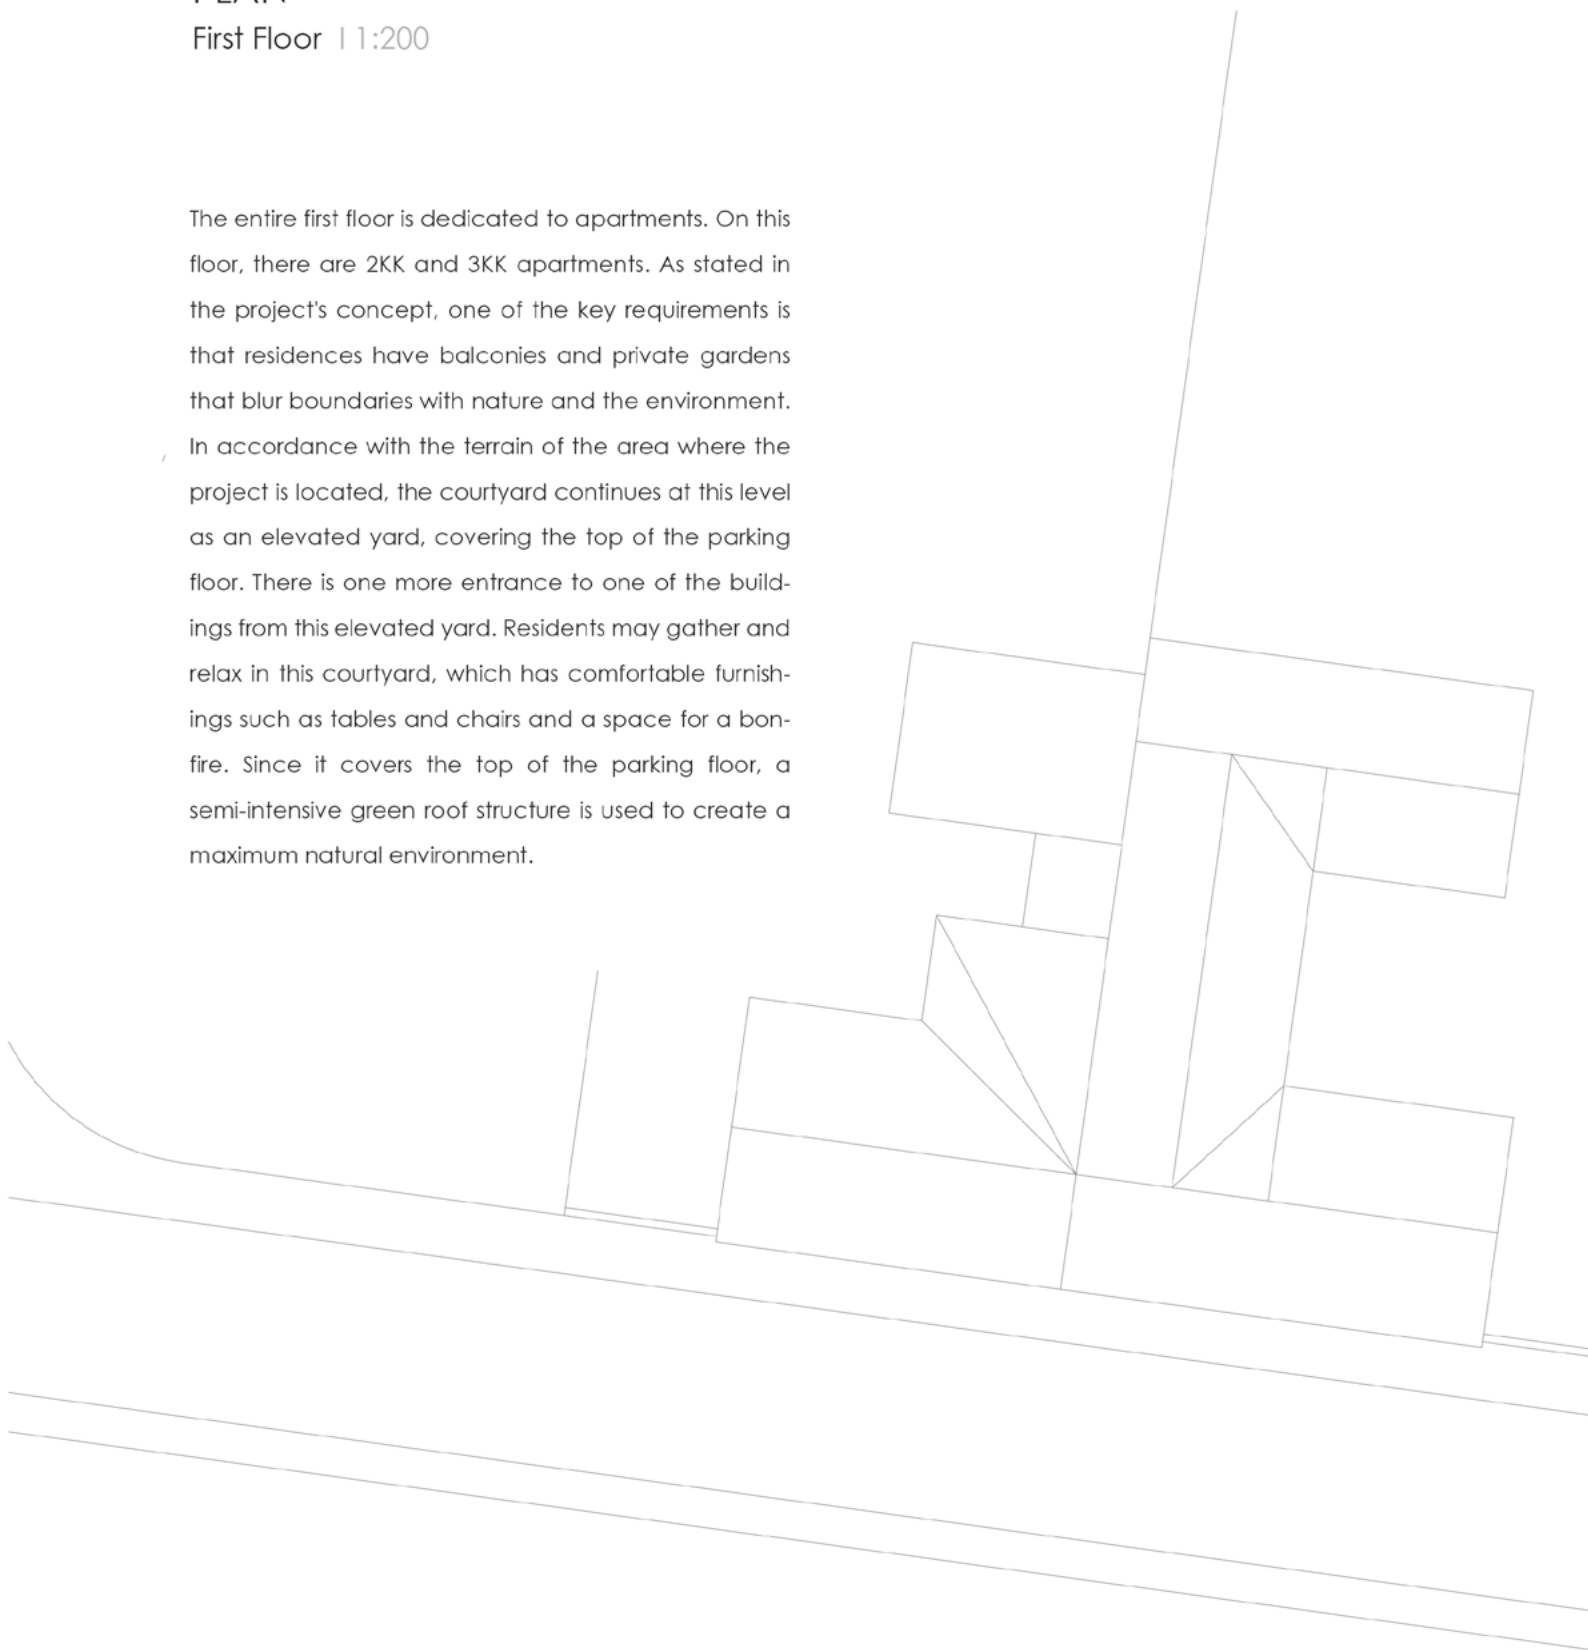 PLAN
First Floor | 1:200
The entire first floor is dedicated to apartments. On this
floor, there are 2KK and 3KK apartments. As stated in
the project's concept, one of the key requirements is
that residences have balconies and private gardens
that blur boundaries with nature and the environment.
In accordance with the terrain of the area where the
project is located, the courtyard continues at this level
as an elevated yard, covering the top of the parking
floor. There is one more entrance to one of the build-
ings from this elevated yard. Residents may gather and
relax in this courtyard, which has comfortable furnish-
ings such as tables and chairs and a space for a bon-
fire. Since it covers the top of the parking floor, a
semi-intensive green roof structure is used to create a
maximum natural environment.